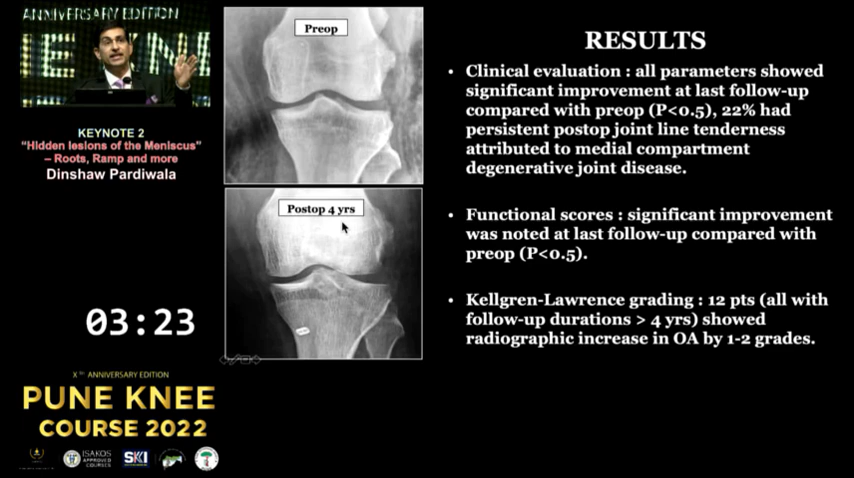 ANNIVERSARY EDITION
KEYNOTE 2
“Hidden lesions of the Meniscus”
– Roots, Ramp and more
Dinshaw Pardiwala
03:23
X TH ANNIVERSARY EDITION
PUNE KNEE
COURSE 2022
ISAKOS
APPROVED
COURSES
SKI
Preop
Postop 4 yrs
RESULTS
• Clinical evaluation : all parameters showed
significant improvement at last follow-up
compared with preop (P<0.5), 22% had
persistent postop joint line tenderness
attributed to medial compartment
degenerative joint disease.
• Functional scores : significant improvement
was noted at last follow-up compared with
preop (P<0.5).
• Kellgren-Lawrence grading : 12 pts (all with
follow-up durations > 4 yrs) showed
radiographic increase in OA by 1-2 grades.